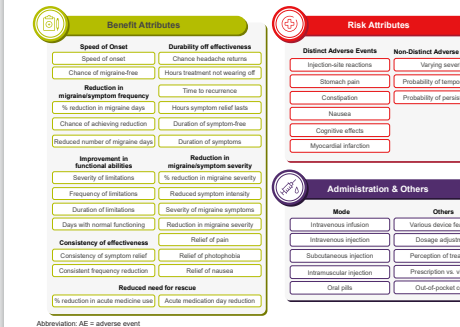 Benefit Attributes
Speed of Onset
Speed of onset
Chance of migraine-free
Reduction in
migraine/symptom frequency
% reduction in migraine days
Chance of achieving reduction
Reduced number of migraine days
Improvement in
functional abilities
Severity of limitations
Frequency of limitations
Duration of limitations
Days with normal functioning
Consistency of effectiveness
Consistency of symptom relief
Consistent frequency reduction
Durability off effectiveness
Chance headache returns
Hours treatment not wearing off
Time to recurrence
Hours symptom relief lasts
Duration of symptom-free
Duration of symptoms
Reduction in
migraine/symptom severity
% reduction in migraine severity
Reduced symptom intensity
Severity of migraine symptoms
Reduction in migraine severity
Relief of pain
Relief of photophobia
Relief of nausea
Reduced need for rescue
% reduction in acute medicine use
Acute medication day reduction
Risk Attributes
Distinct Adverse Events
Injection-site reactions
Stomach pain
Constipation
Nausea
Cognitive effects
Myocardial infarction
Non-Distinct Adverse
Varying sever
Probability of tempo
Probability of persis
Administration & Others
Mode
Intravenous infusion
Intravenous injection
Subcutaneous injection
Intramuscular injection
Oral pills
Others
Various device fe
Dosage adjustm
Perception of trea
Prescription vs.
Out-of-pocket c
Abbreviation: AE = adverse event